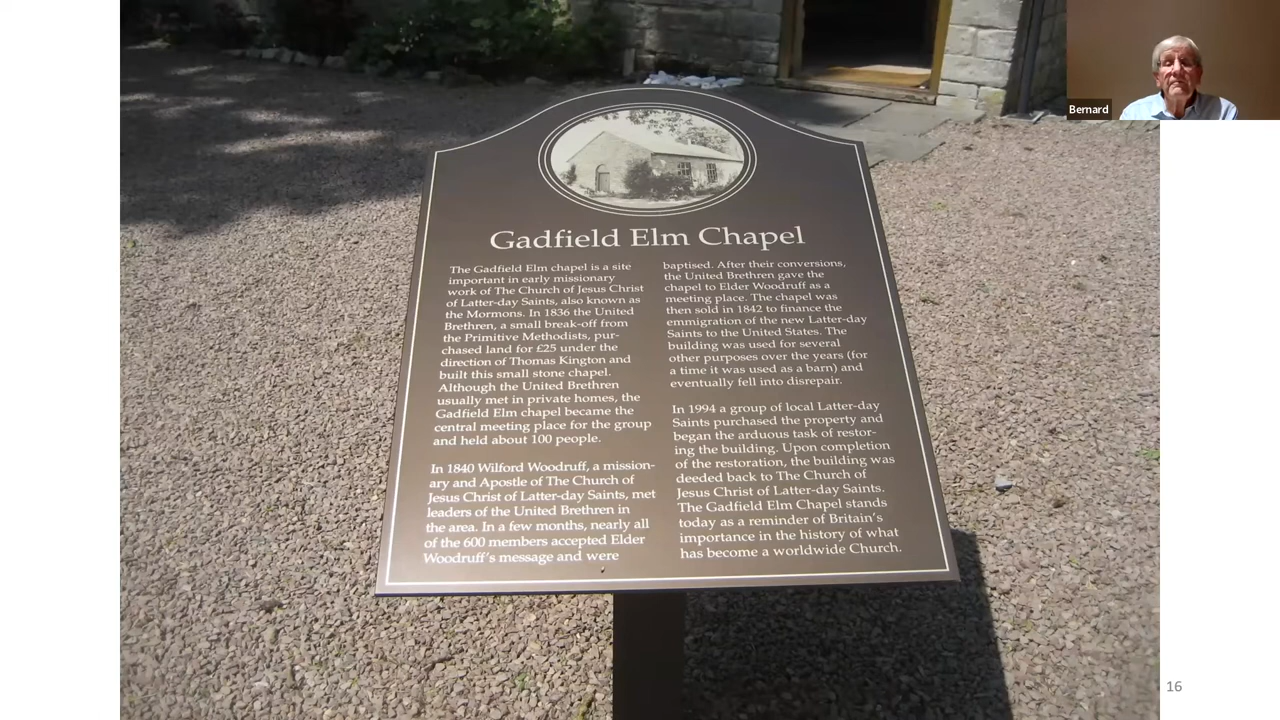 Bernard
Gadfield Elm Chapel
The Gadfield Elm chapel is a site
important in early missionary
work of The Church of Jesus Christ
of Latter-day Saints, also known as
the Mormons. In 1836 the United
Brethren, a small break-off from
the Primitive Methodists, pur-
chased land for £25 under the
direction of Thomas Kington and
built this small stone chapel.
Although the United Brethren
usually met in private homes, the
Gadfield Elm chapel became the
central meeting place for the group
and held about 100 people.
In 1840 Wilford Woodruff, a mission-
ary and Apostle of The Church of
Jesus Christ of Latter-day Saints, met
leaders of the United Brethren in
the area. In a few months, nearly all
of the 600 members accepted Elder
Woodruff's message and were
baptised. After their conversions,
the United Brethren gave the
chapel to Elder Woodruff as a
meeting place. The chapel was
then sold in 1842 to finance the
emmigration of the new Latter-day
Saints to the United States. The
building was used for several
other purposes over the years (for
a time it was used as a barn) and
eventually fell into disrepair.
In 1994 a group of local Latter-day
Saints purchased the property and
began the arduous task of restor-
ing the building. Upon completion
of the restoration, the building was
deeded back to The Church of
Jesus Christ of Latter-day Saints.
The Gadfield Elm Chapel stands
today as a reminder of Britain's
importance in the history of what
has become a worldwide Church.
16